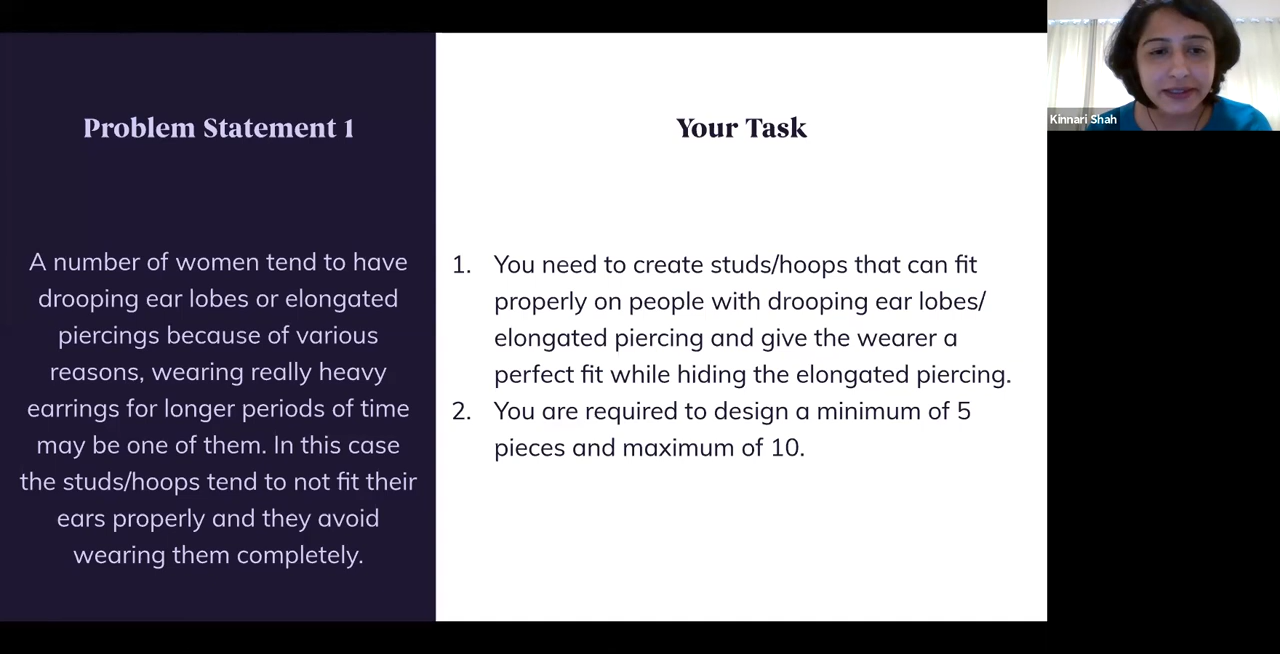 Problem Statement 1
A number of women tend to have
drooping ear lobes or elongated
piercings because of various
reasons, wearing really heavy
earrings for longer periods of time
may be one of them. In this case
the studs/hoops tend to not fit their
ears properly and they avoid
wearing them completely.
Your Task
1. You need to create studs/hoops that can fit
properly on people with drooping ear lobes/
elongated piercing and give the wearer a
perfect fit while hiding the elongated piercing.
2. You are required to design a minimum of 5
pieces and maximum of 10.
Kinnari Shah